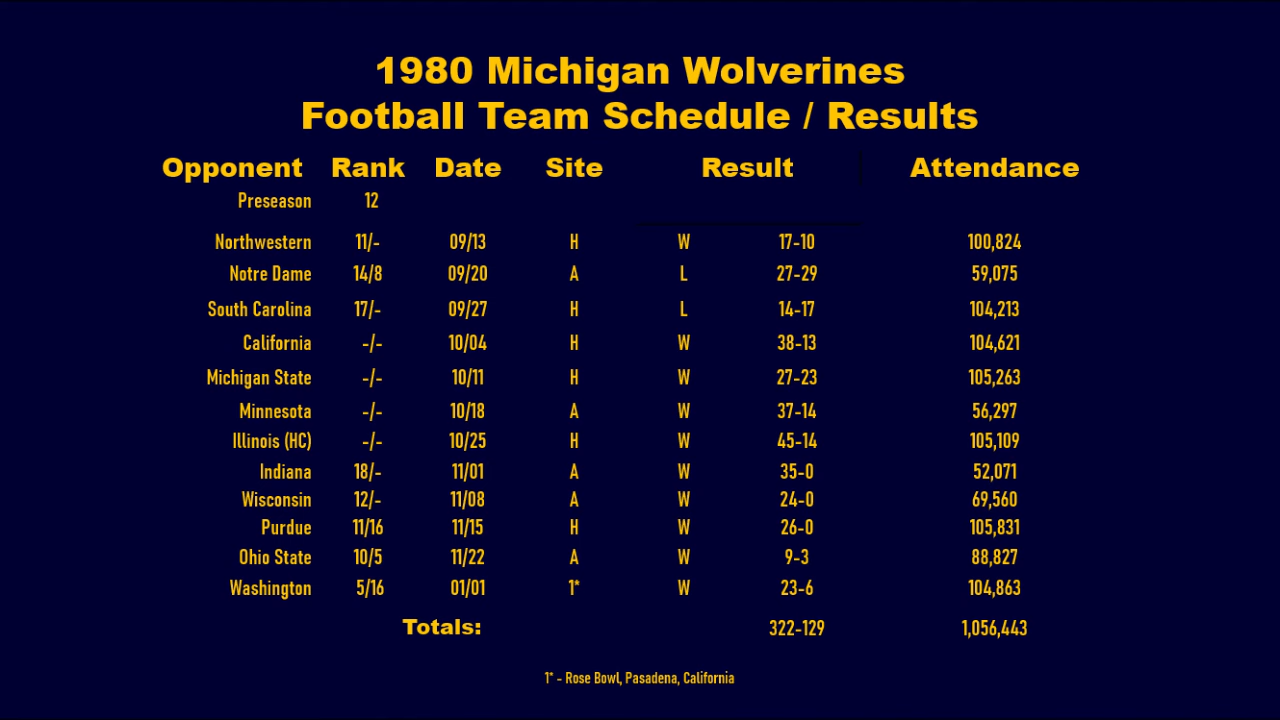 1980 Michigan Wolverines
Football Team Schedule / Results
Opponent Rank Date Site Result Attendance
Preseason 12
Northwestern 11/- 09/13 H W 17-10 100,824
Notre Dame 14/8 09/20 A L 27-29 59,075
South Carolina 17/- 09/27 H L 14-17 104,213
California -/- 10/04 H W 38-13 104,621
Michigan State -/- 10/11 H W 27-23 105,263
Minnesota -/- 10/18 A W 37-14 56,297
Illinois (HC) -/- 10/25 H W 45-14 105,109
Indiana 18/- 11/01 A W 35-0 52,071
Wisconsin 12/- 11/08 A W 24-0 69,560
Purdue 11/16 11/15 H W 26-0 105,831
Ohio State 10/5 11/22 A W 9-3 88,827
Washington 5/16 01/01 1* W 23-6 104,863
Totals: 322-129 1,056,443
1* - Rose Bowl, Pasadena, California